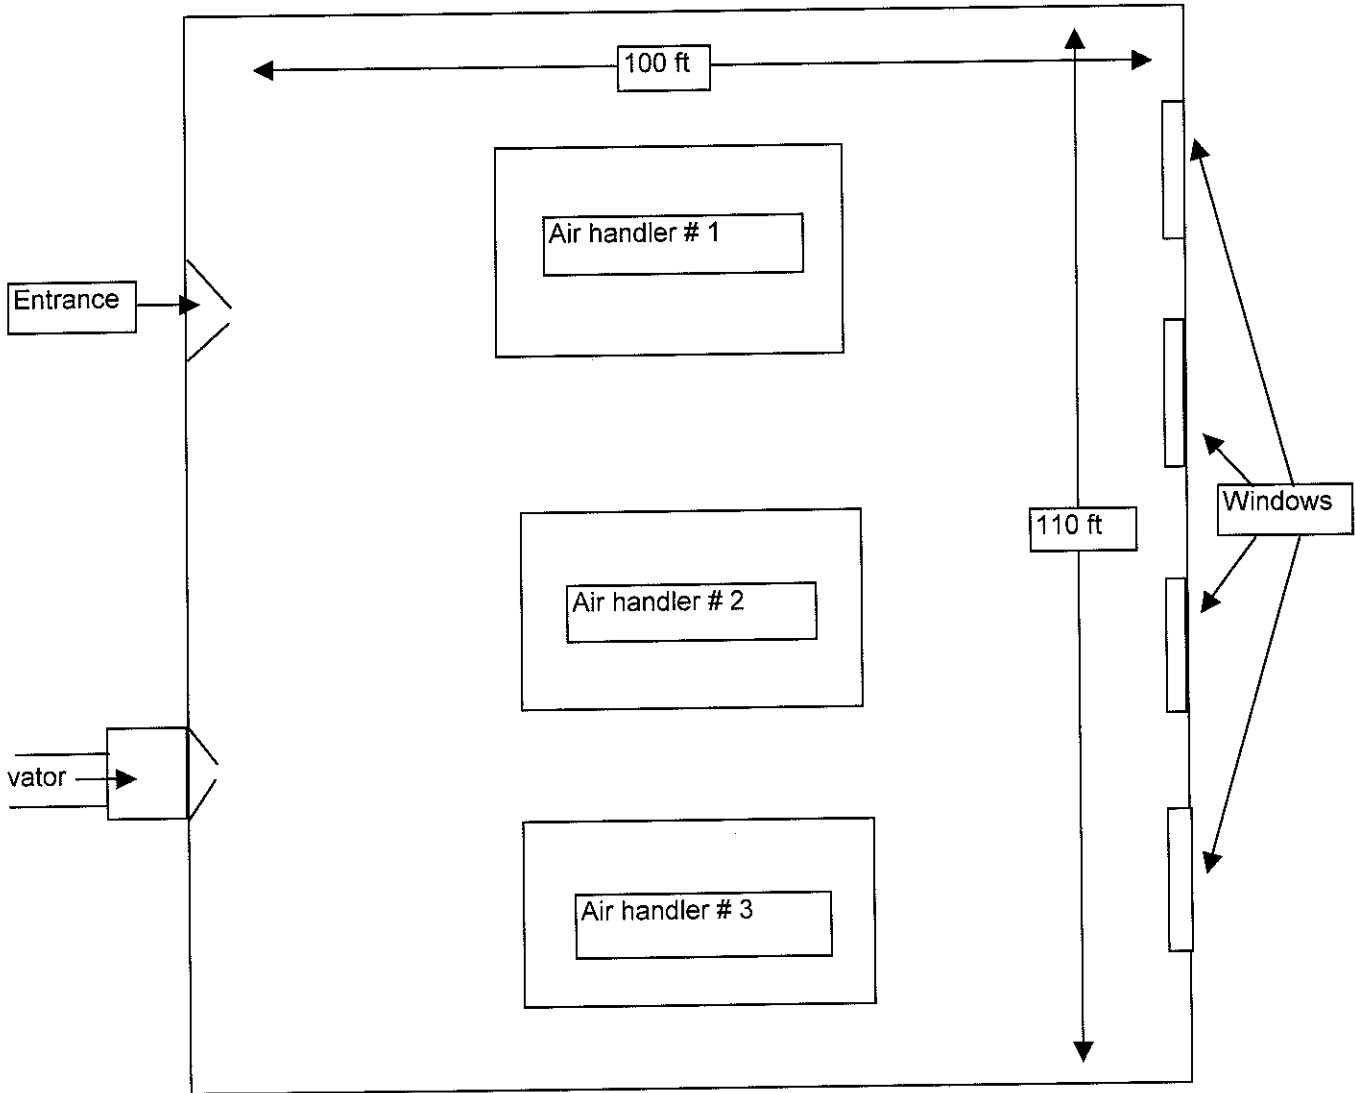 100 ft
Air handler # 1
Entrance
Windows
110 ft
Air handler # 2
vator
Air handler # 3